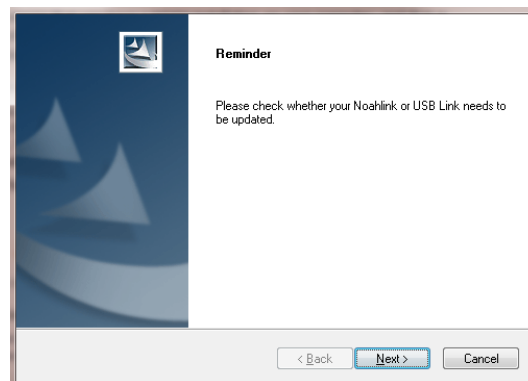 Reminder
Please check whether your Noahlink or USB Link needs to
be updated.
< Back
Next >
Cancel